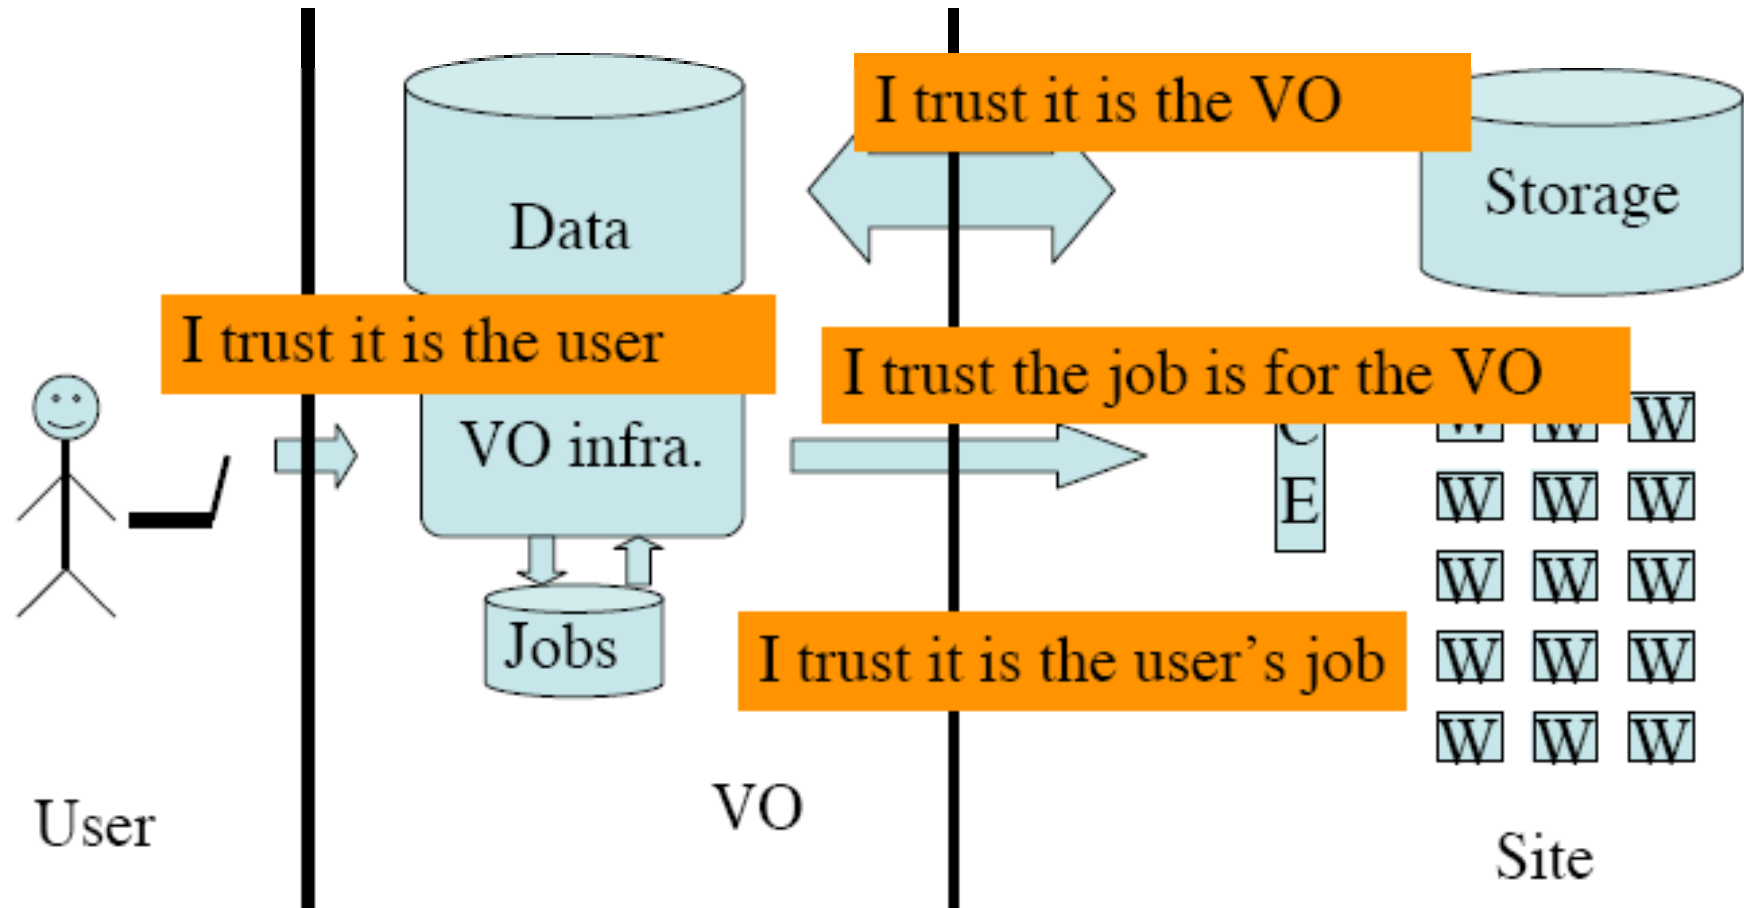 I trust it is the VO
Storage
Data
I trust it is the user
I trust the job is for the VO
VO infra.
C
E
W W W
W W W
W W W
W W W
W W W
Jobs
I trust it is the user’s job
User
VO
Site